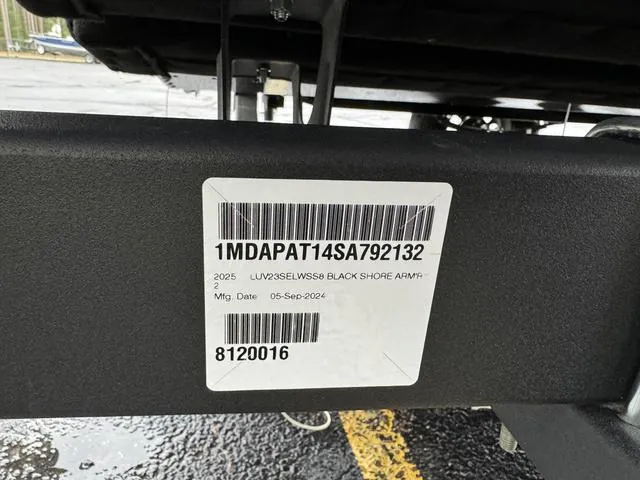 1MDAPAT14SA792132
2025 LUV23SELWSS8 BLACK SHORE ARM'R
2
Mfg. Date 05-Sep-2024
8120016